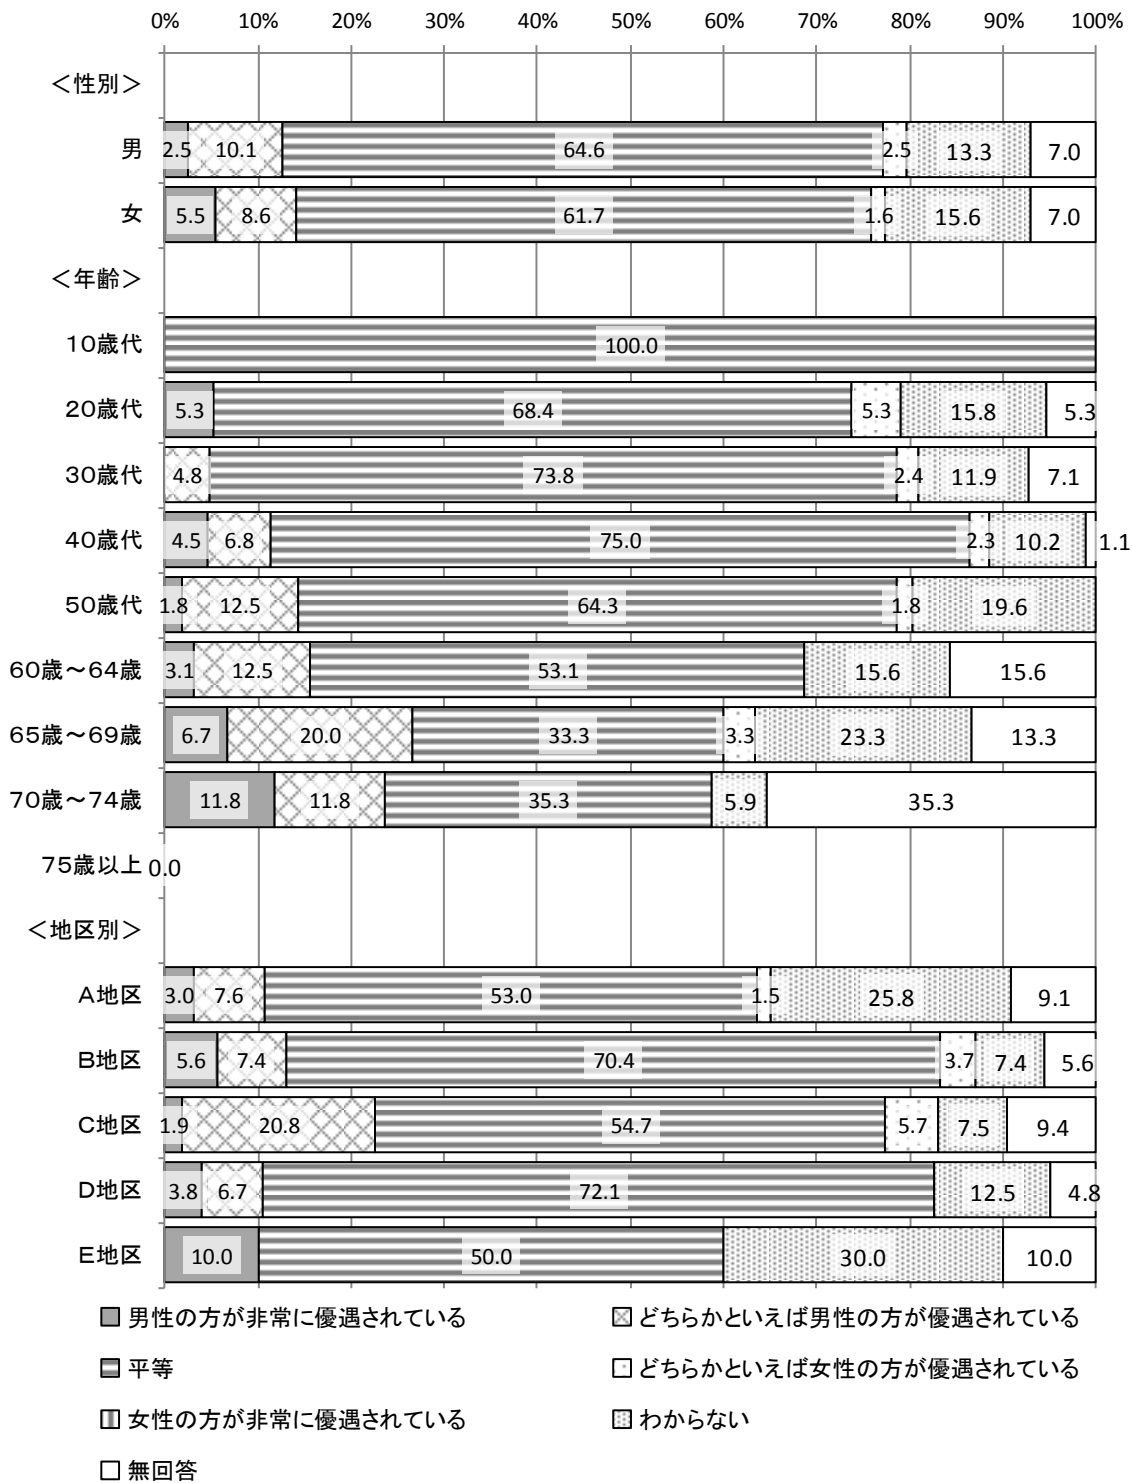 0% 10% 20% 30% 40% 50% 60% 70% 80% 90% 100%
＜性別＞
男 2.5 10.1 64.6 2.5 13.3 7.0
女 5.5 8.6 61.7 1.6 15.6 7.0
＜年齢＞
10歳代 100.0
20歳代 5.3 68.4 5.3 15.8 5.3
30歳代 4.8 73.8 2.4 11.9 7.1
40歳代 4.5 6.8 75.0 2.3 10.2 1.1
50歳代 1.8 12.5 64.3 1.8 19.6
60歳～64歳 3.1 12.5 53.1 15.6 15.6
65歳～69歳 6.7 20.0 33.3 3.3 23.3 13.3
70歳～74歳 11.8 11.8 35.3 5.9 35.3
75歳以上 0.0
＜地区別＞
A地区 3.0 7.6 53.0 1.5 25.8 9.1
B地区 5.6 7.4 70.4 3.7 7.4 5.6
C地区 1.9 20.8 54.7 5.7 7.5 9.4
D地区 3.8 6.7 72.1 12.5 4.8
E地区 10.0 50.0 30.0 10.0
男性の方が非常に優遇されている どちらかといえば男性の方が優遇されている
平等 どちらかといえば女性の方が優遇されている
女性の方が非常に優遇されている わからない
無回答